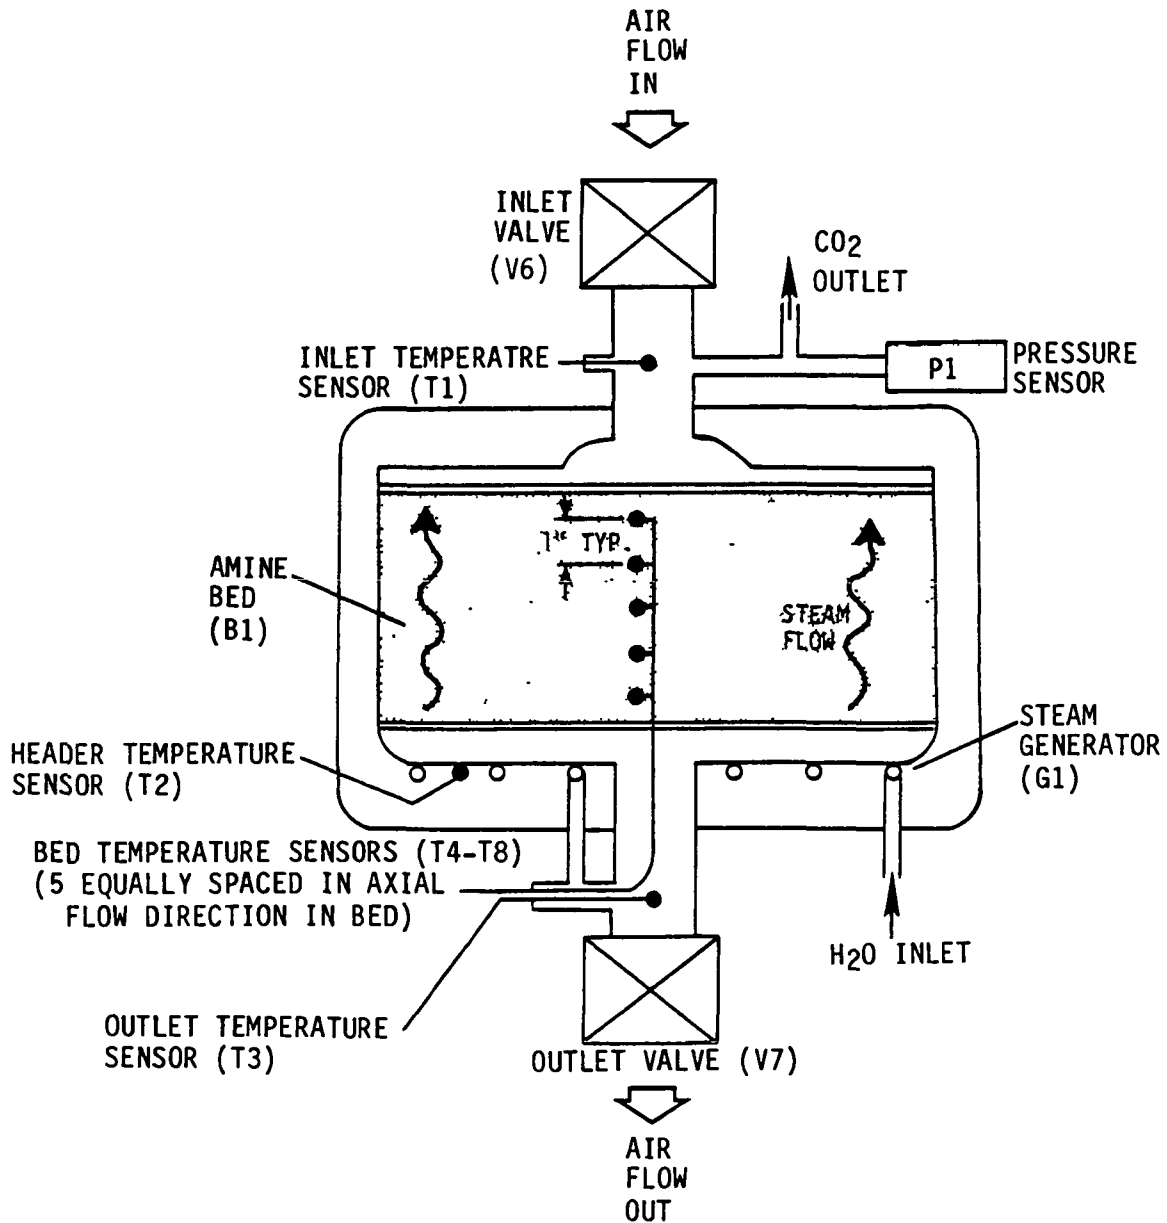 AIR
FLOW
IN
INLET
VALVE
(V6)
CO2
OUTLET
INLET TEMPERATRE
SENSOR (T1)
P1
PRESSURE
SENSOR
1" TYP.
AMINE
BED
(B1)
STEAM
FLOW
STEAM
GENERATOR
(G1)
HEADER TEMPERATURE
SENSOR (T2)
BED TEMPERATURE SENSORS (T4-T8)
(5 EQUALLY SPACED IN AXIAL
FLOW DIRECTION IN BED)
H2O INLET
OUTLET TEMPERATURE
SENSOR (T3)
OUTLET VALVE (V7)
AIR
FLOW
OUT